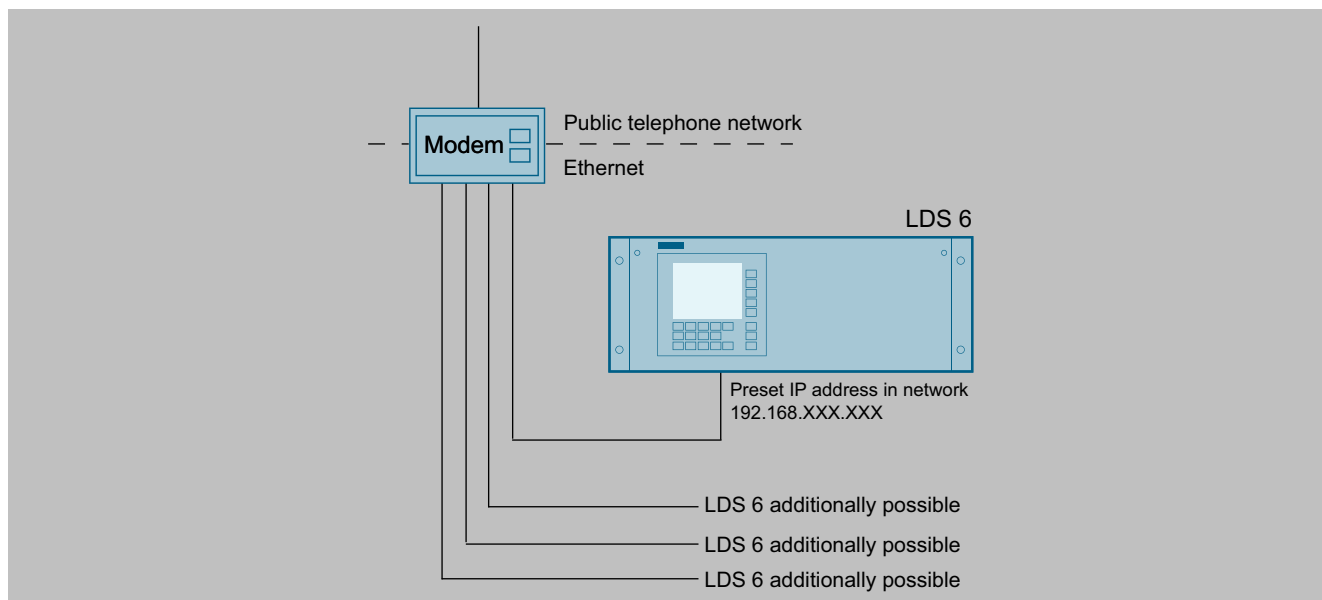 Public telephone network
Modem
Ethernet
LDS 6
Preset IP address in network
192.168.XXX.XXX
LDS 6 additionally possible
LDS 6 additionally possible
LDS 6 additionally possible